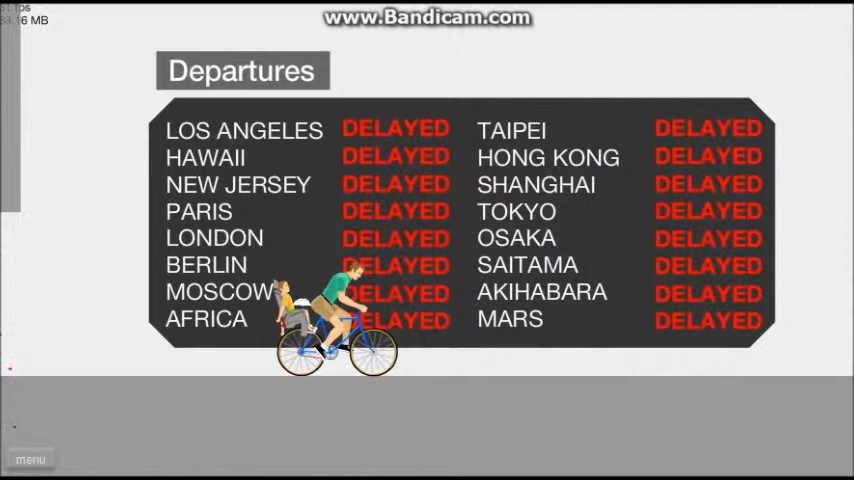 www.Bandicam.com
MB
Departures
LOS ANGELES DELAYED TAIPEI DELAYED
HAWAII DELAYED HONG KONG DELAYED
NEW JERSEY DELAYED SHANGHAI DELAYED
PARIS DELAYED TOKYO DELAYED
LONDON DELAYED OSAKA DELAYED
BERLIN DELAYED SAITAMA DELAYED
MOSCOW DELAYED AKIHABARA DELAYED
AFRICA DELAYED MARS DELAYED
menu